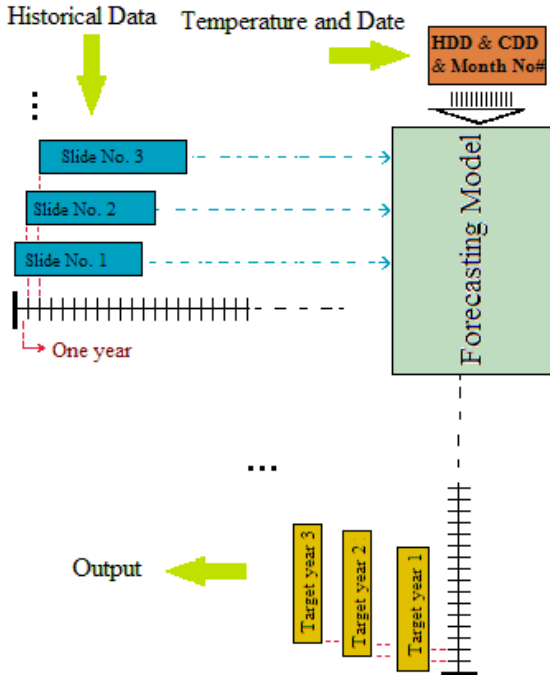 Historical Data
Temperature and Date
HDD & CDD
& Month No#
Slide No. 3
Slide No. 2
Slide No. 1
One year
Forecasting Model
Output
Target year 3
Target year 2
Target year 1